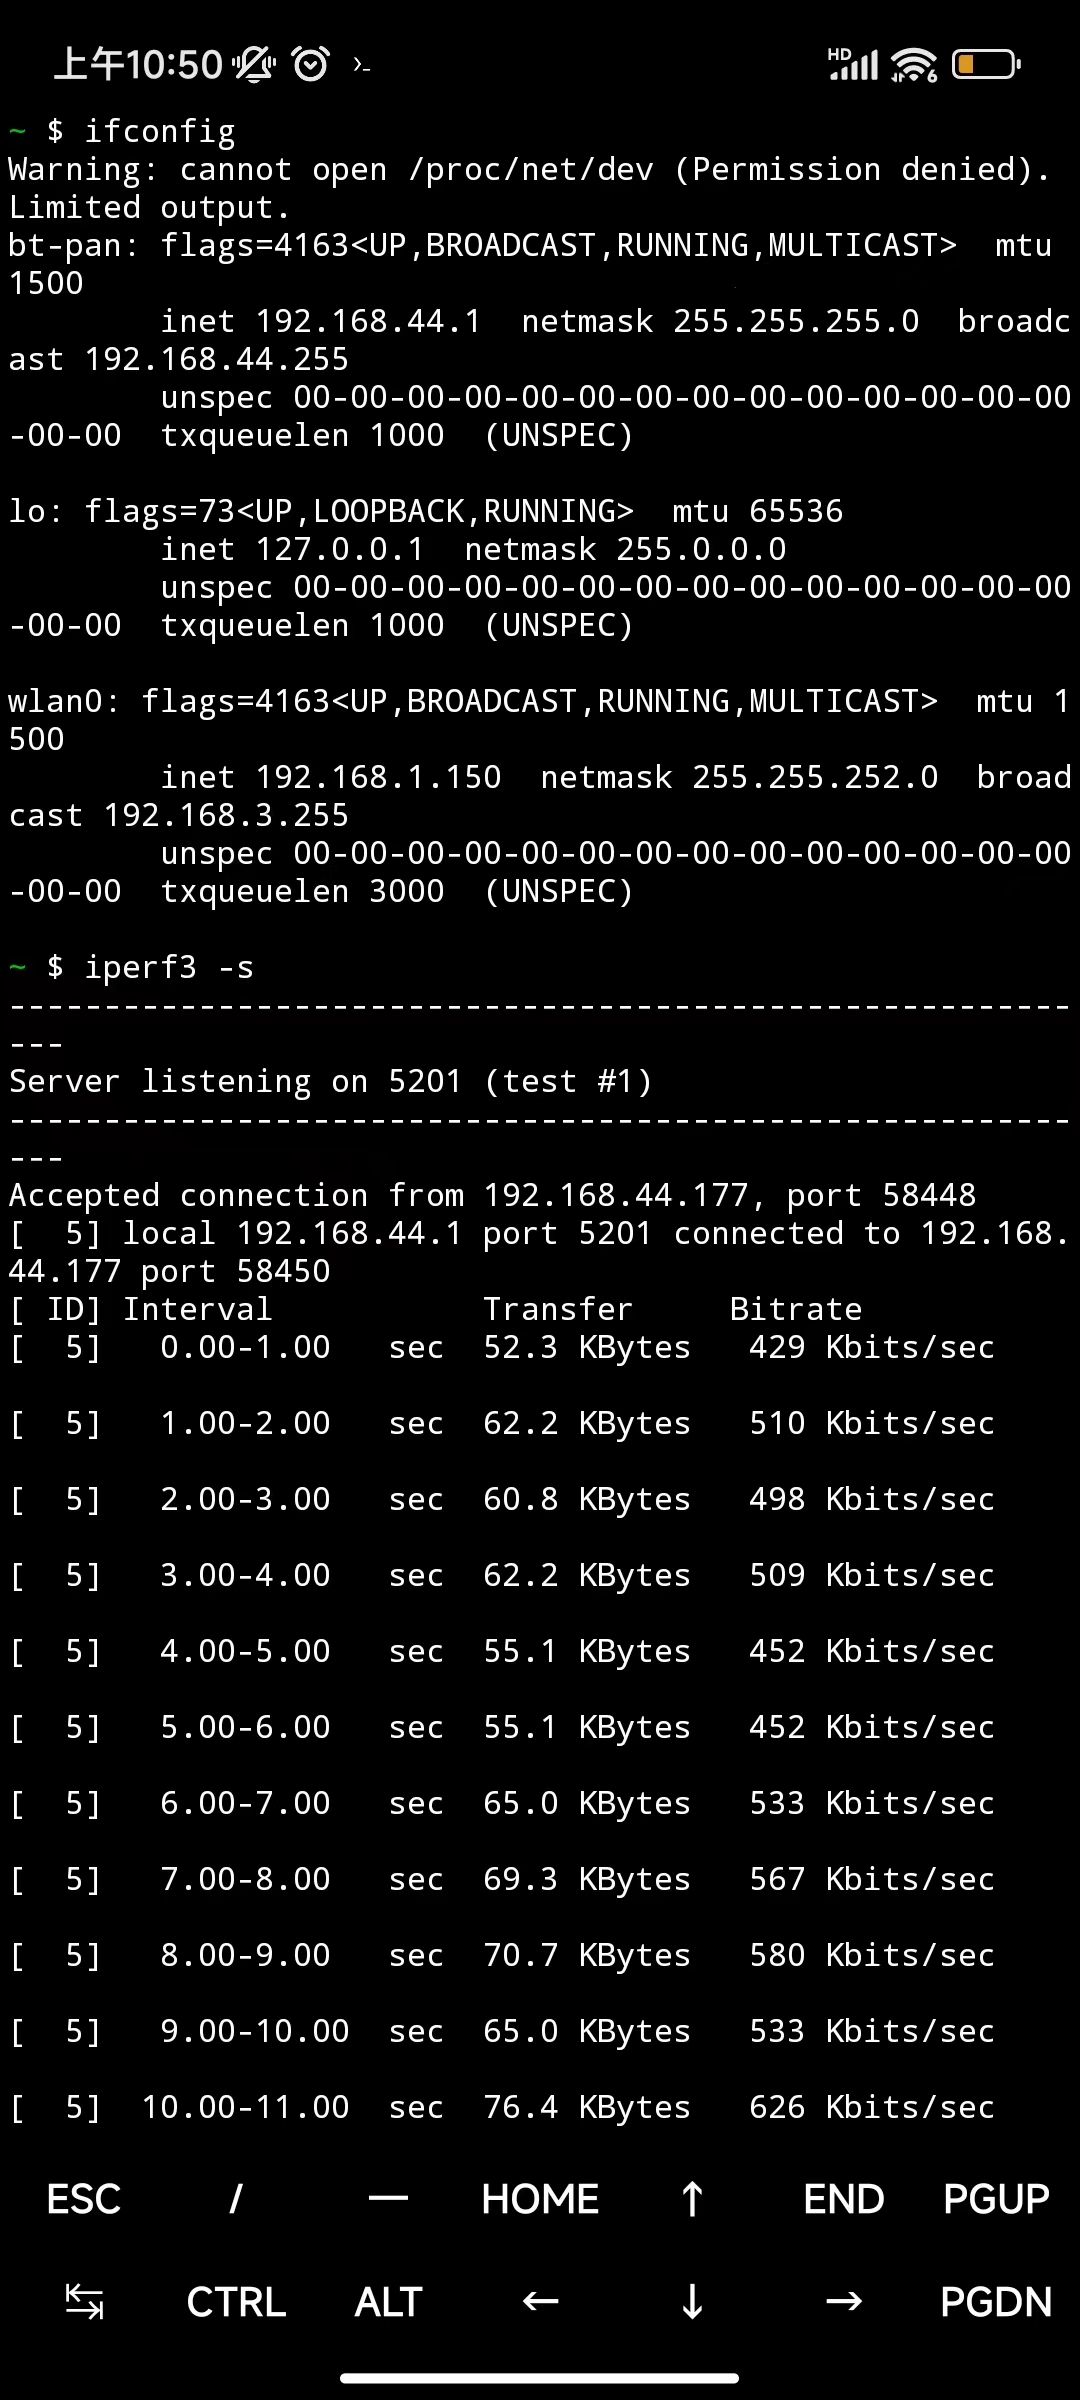 上午10:50 HD 6
~ $ ifconfig
Warning: cannot open /proc/net/dev (Permission denied).
Limited output.
bt-pan: flags=4163<UP,BROADCAST,RUNNING,MULTICAST>  mtu
1500
        inet 192.168.44.1  netmask 255.255.255.0  broadc
ast 192.168.44.255
        unspec 00-00-00-00-00-00-00-00-00-00-00-00-00-00
-00-00  txqueuelen 1000  (UNSPEC)

lo: flags=73<UP,LOOPBACK,RUNNING>  mtu 65536
        inet 127.0.0.1  netmask 255.0.0.0
        unspec 00-00-00-00-00-00-00-00-00-00-00-00-00-00
-00-00  txqueuelen 1000  (UNSPEC)

wlan0: flags=4163<UP,BROADCAST,RUNNING,MULTICAST>  mtu 1
500
        inet 192.168.1.150  netmask 255.255.252.0  broad
cast 192.168.3.255
        unspec 00-00-00-00-00-00-00-00-00-00-00-00-00-00
-00-00  txqueuelen 3000  (UNSPEC)

~ $ iperf3 -s
--------------------------------------------------------
---
Server listening on 5201 (test #1)
--------------------------------------------------------
---
Accepted connection from 192.168.44.177, port 58448
[  5] local 192.168.44.1 port 5201 connected to 192.168.
44.177 port 58450
[ ID] Interval           Transfer     Bitrate
[  5]   0.00-1.00   sec  52.3 KBytes   429 Kbits/sec
[  5]   1.00-2.00   sec  62.2 KBytes   510 Kbits/sec
[  5]   2.00-3.00   sec  60.8 KBytes   498 Kbits/sec
[  5]   3.00-4.00   sec  62.2 KBytes   509 Kbits/sec
[  5]   4.00-5.00   sec  55.1 KBytes   452 Kbits/sec
[  5]   5.00-6.00   sec  55.1 KBytes   452 Kbits/sec
[  5]   6.00-7.00   sec  65.0 KBytes   533 Kbits/sec
[  5]   7.00-8.00   sec  69.3 KBytes   567 Kbits/sec
[  5]   8.00-9.00   sec  70.7 KBytes   580 Kbits/sec
[  5]   9.00-10.00  sec  65.0 KBytes   533 Kbits/sec
[  5]  10.00-11.00  sec  76.4 KBytes   626 Kbits/sec
ESC / — HOME ↑ END PGUP
↹ CTRL ALT ← ↓ → PGDN